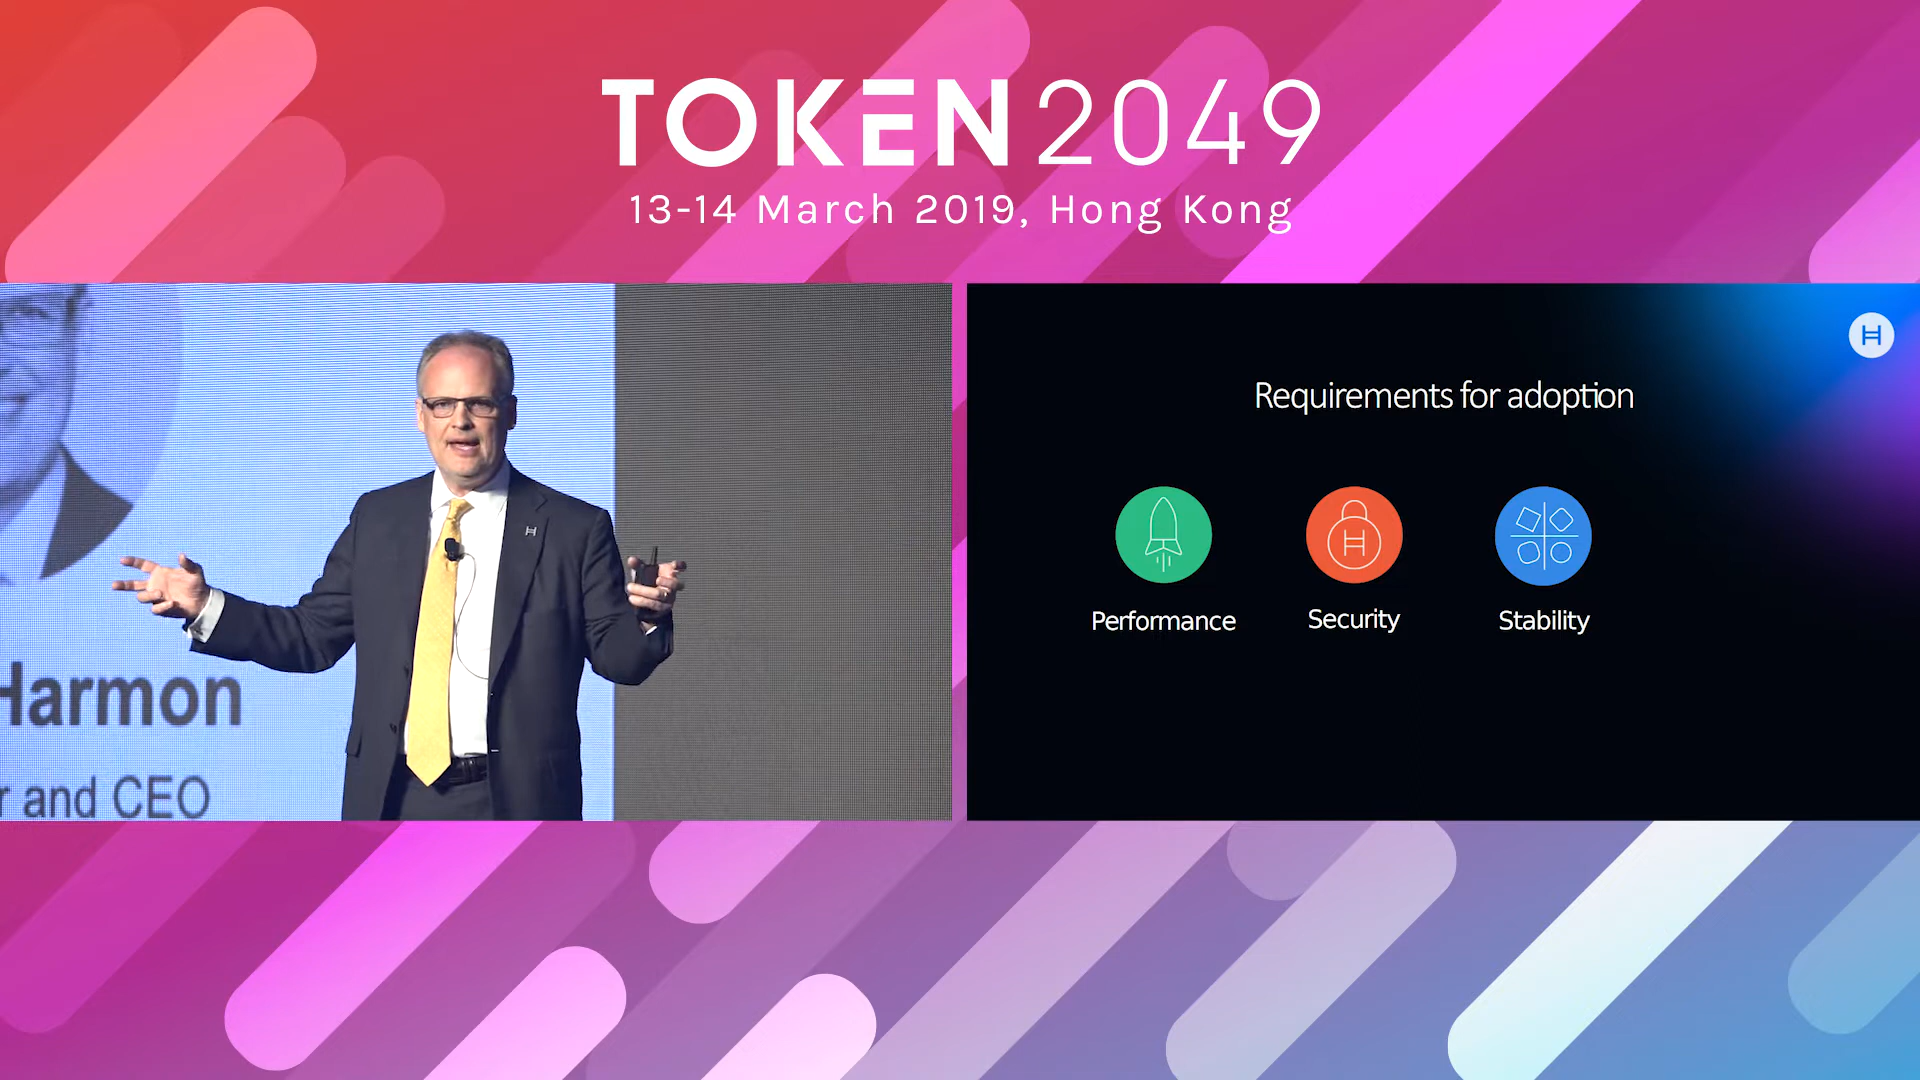 TOKEN2049
13-14 March 2019, Hong Kong
Harmon
r and CEO
H
Requirements for adoption
H
Performance
Security
Stability